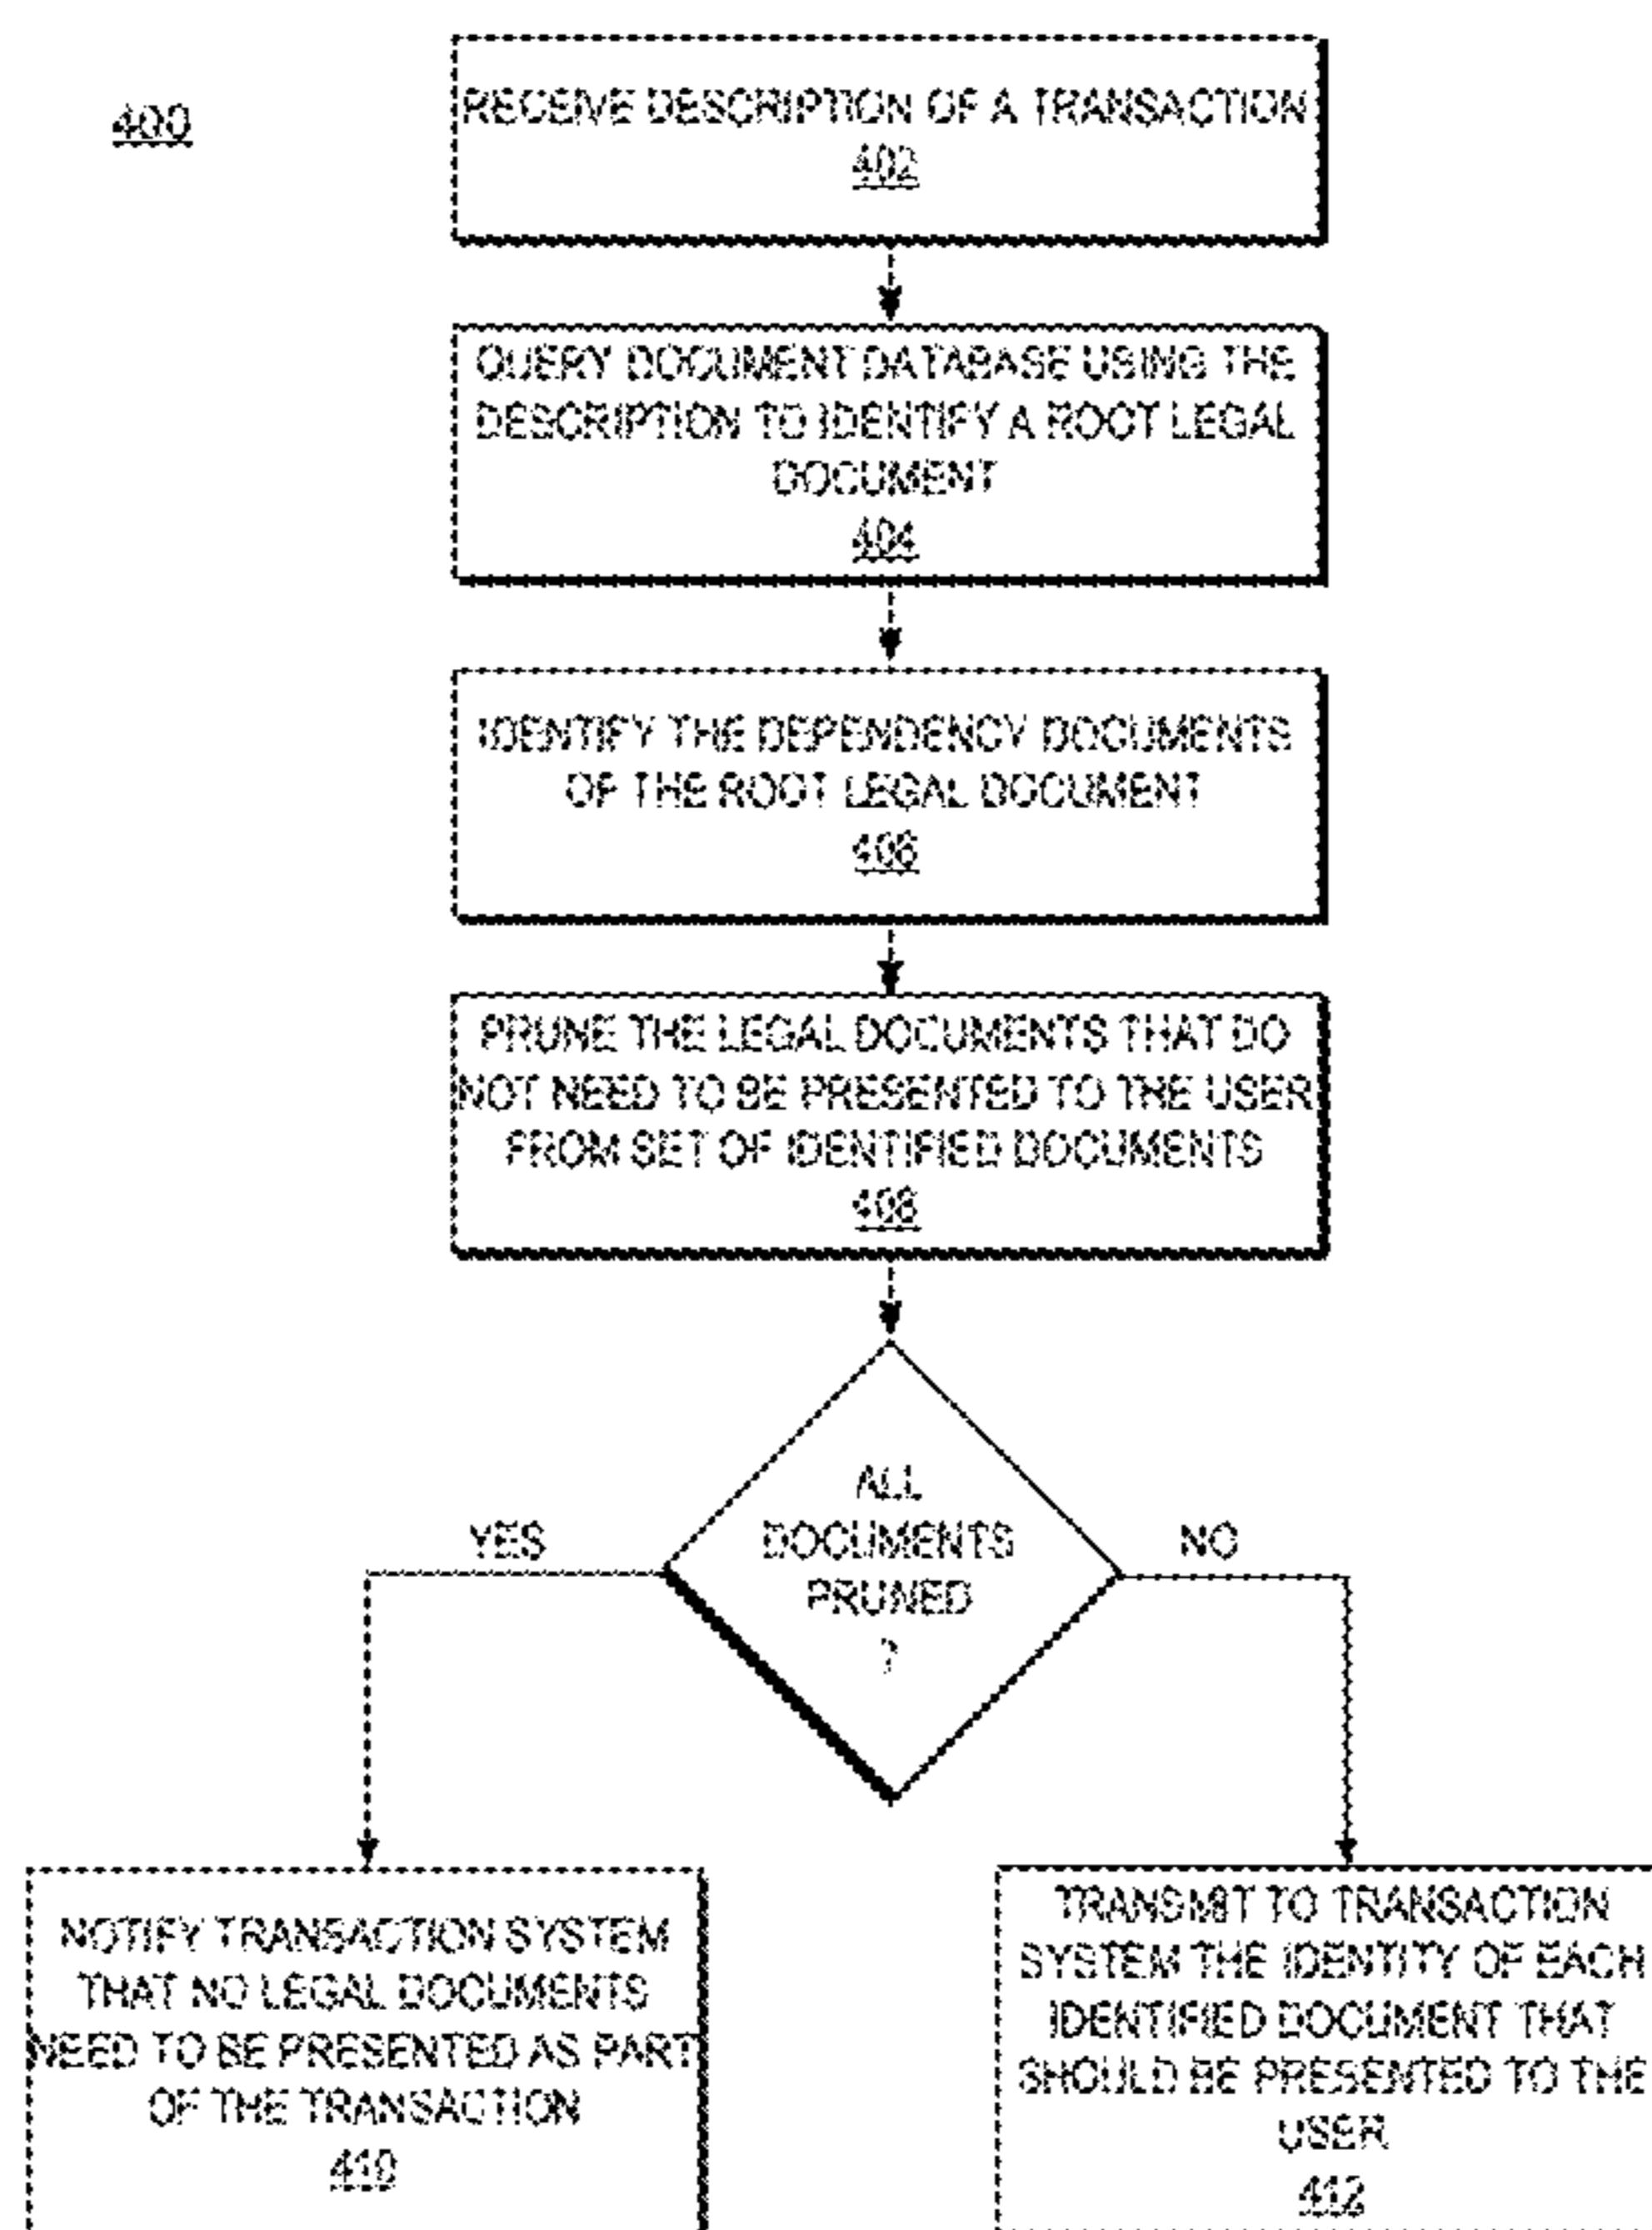 400
RECEIVE DESCRIPTION OF A TRANSACTION
402
QUERY DOCUMENT DATABASE USING THE
DESCRIPTION TO IDENTIFY A ROOT LEGAL
DOCUMENT
404
IDENTIFY THE DEPENDENCY DOCUMENTS
OF THE ROOT LEGAL DOCUMENT
406
PRUNE THE LEGAL DOCUMENTS THAT DO
NOT NEED TO BE PRESENTED TO THE USER
FROM SET OF IDENTIFIED DOCUMENTS
408
ALL
DOCUMENTS
PRUNED
?
YES
NO
NOTIFY TRANSACTION SYSTEM
THAT NO LEGAL DOCUMENTS
NEED TO BE PRESENTED AS PART
OF THE TRANSACTION
410
TRANSMIT TO TRANSACTION
SYSTEM THE IDENTITY OF EACH
IDENTIFIED DOCUMENT THAT
SHOULD BE PRESENTED TO THE
USER
412